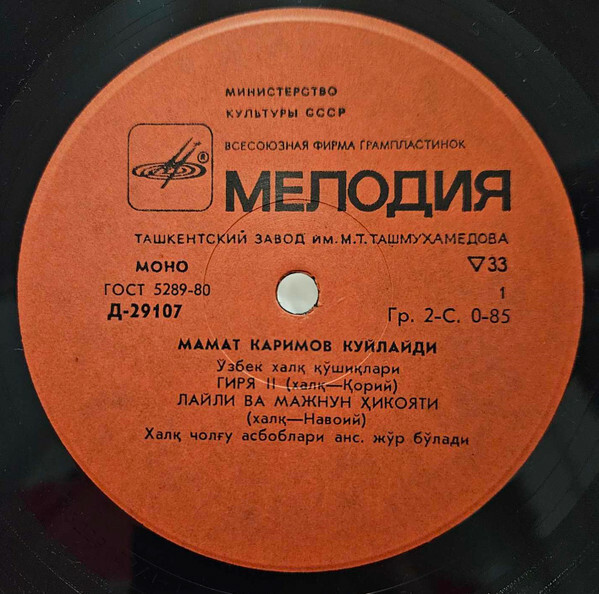 МИНИСТЕРСТВО
КУЛЬТУРЫ СССР
ВСЕСОЮЗНАЯ ФИРМА ГРАМПЛАСТИНОК
®
МЕЛОДИЯ
ТАШКЕНТСКИЙ ЗАВОД ИМ. М.Т. ТАШМУХАМЕДОВА
МОНО ▽33
ГОСТ 5289-80 1
Д-29107 Гр. 2-С. 0-85
МАМАТ КАРИМОВ КУЙЛАЙДИ
Ўзбек халқ қўшиқлари
ГИРЯ II (халқ—Қорий)
ЛАЙЛИ ВА МАЖНУН ҲИКОЯТИ
(халқ—Навоий)
Халқ чолғу асбоблари анс. жўр бўлади